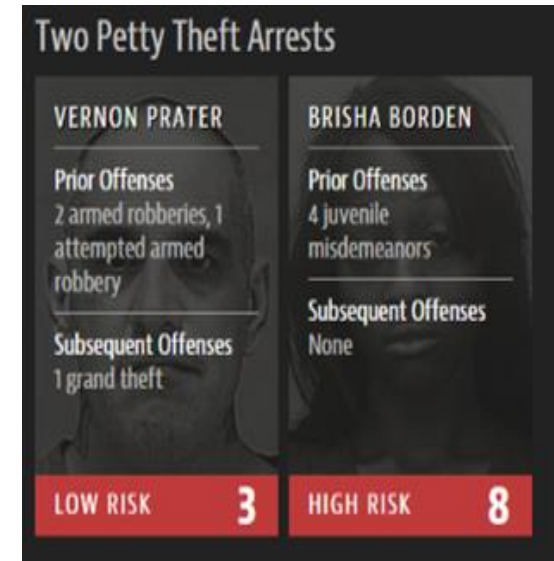 Two Petty Theft Arrests
VERNON PRATER
Prior Offenses
2 armed robberies, 1
attempted armed
robbery
Subsequent Offenses
1 grand theft
LOW RISK 3
BRISHA BORDEN
Prior Offenses
4 juvenile
misdemeanors
Subsequent Offenses
None
HIGH RISK 8